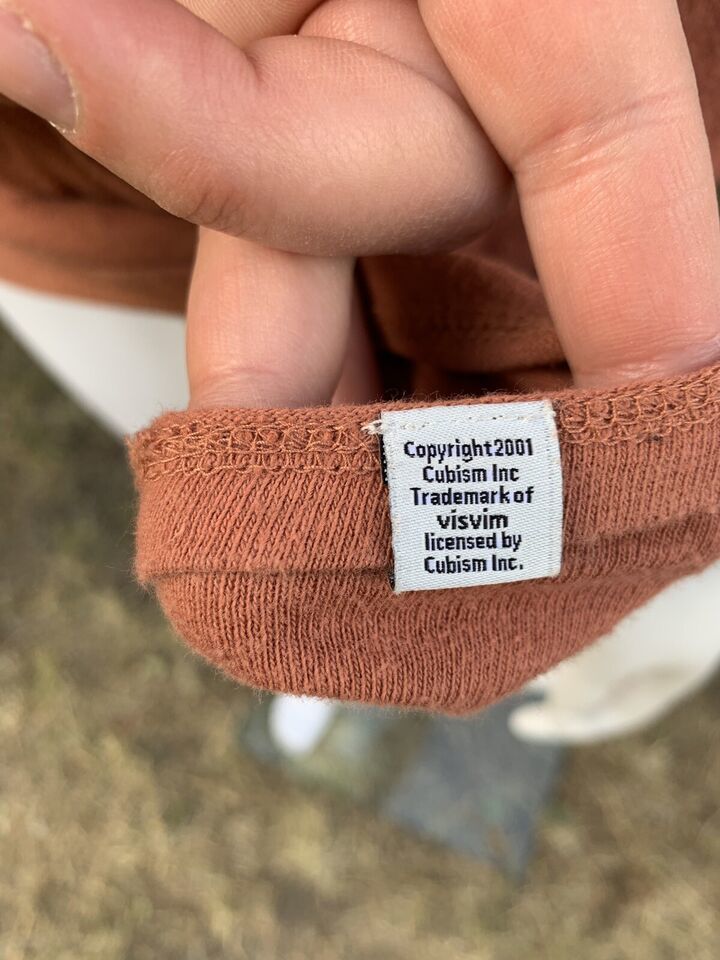 Copyright2001
Cubism Inc
Trademark of
visvim
licensed by
Cubism Inc.